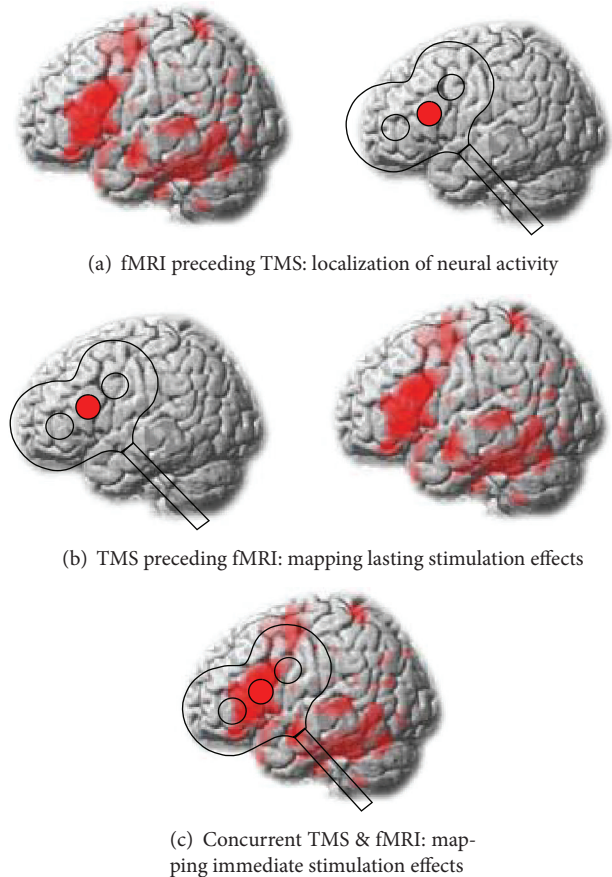 (a) fMRI preceding TMS: localization of neural activity
(b) TMS preceding fMRI: mapping lasting stimulation effects
(c) Concurrent TMS & fMRI: map-
ping immediate stimulation effects